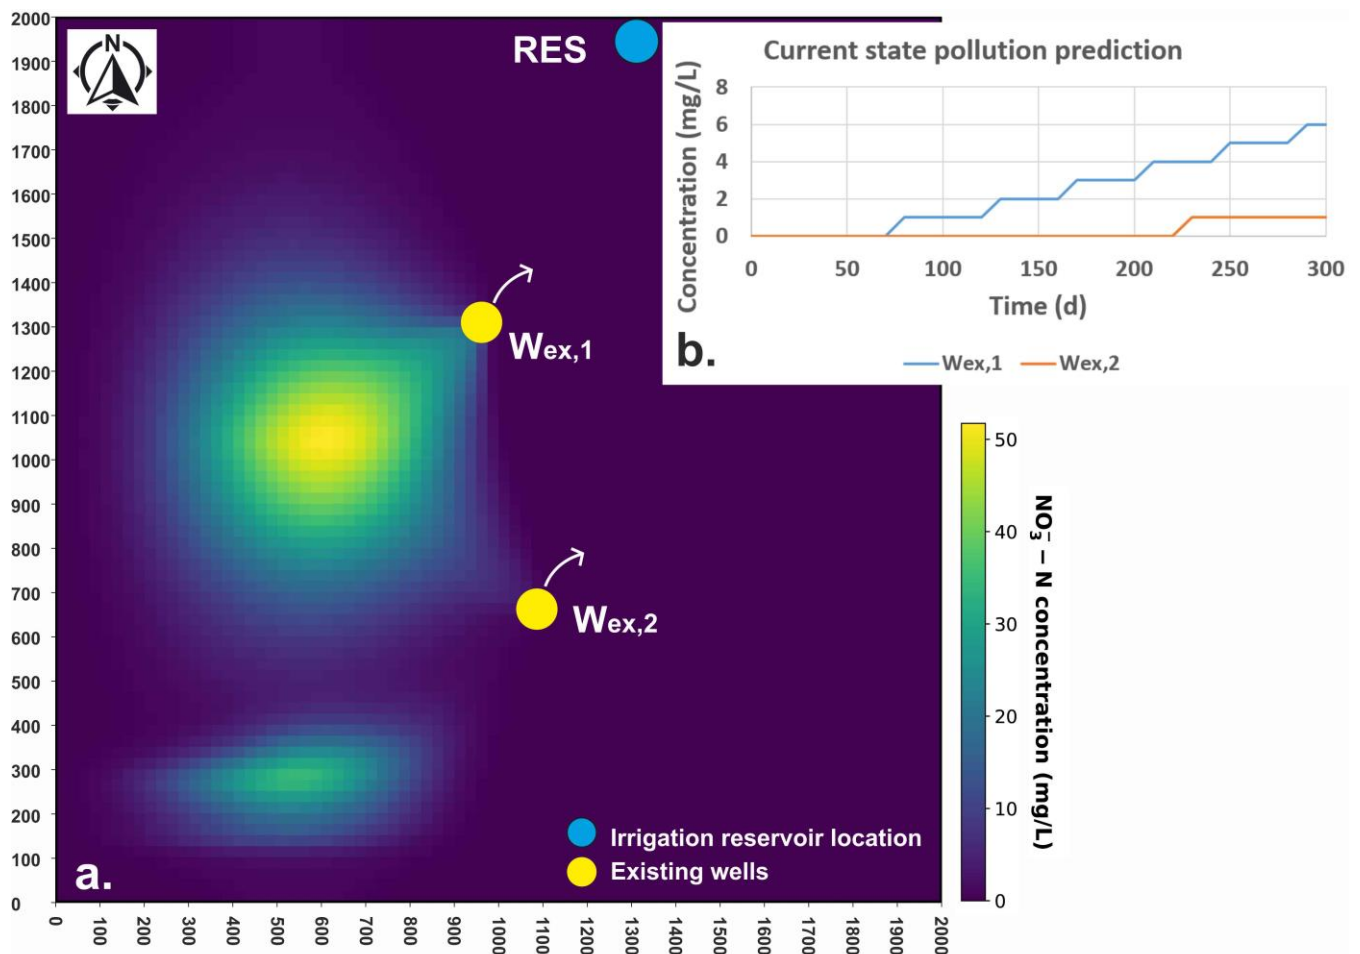 2000
1900
1800
1700
1600
1500
1400
1300
1200
1100
1000
900
800
700
600
500
400
300
200
100
0
N
RES
Wex,1
Wex,2
Irrigation reservoir location
Existing wells
a.
0 100 200 300 400 500 600 700 800 900 1000 1100 1200 1300 1400 1500 1600 1700 1800 1900 2000
Current state pollution prediction
Concentration (mg/L)
8
6
4
2
0
0 50 100 150 200 250 300
Time (d)
b.
Wex,1 Wex,2
50
40
30
20
10
0
NO₃⁻ – N concentration (mg/L)